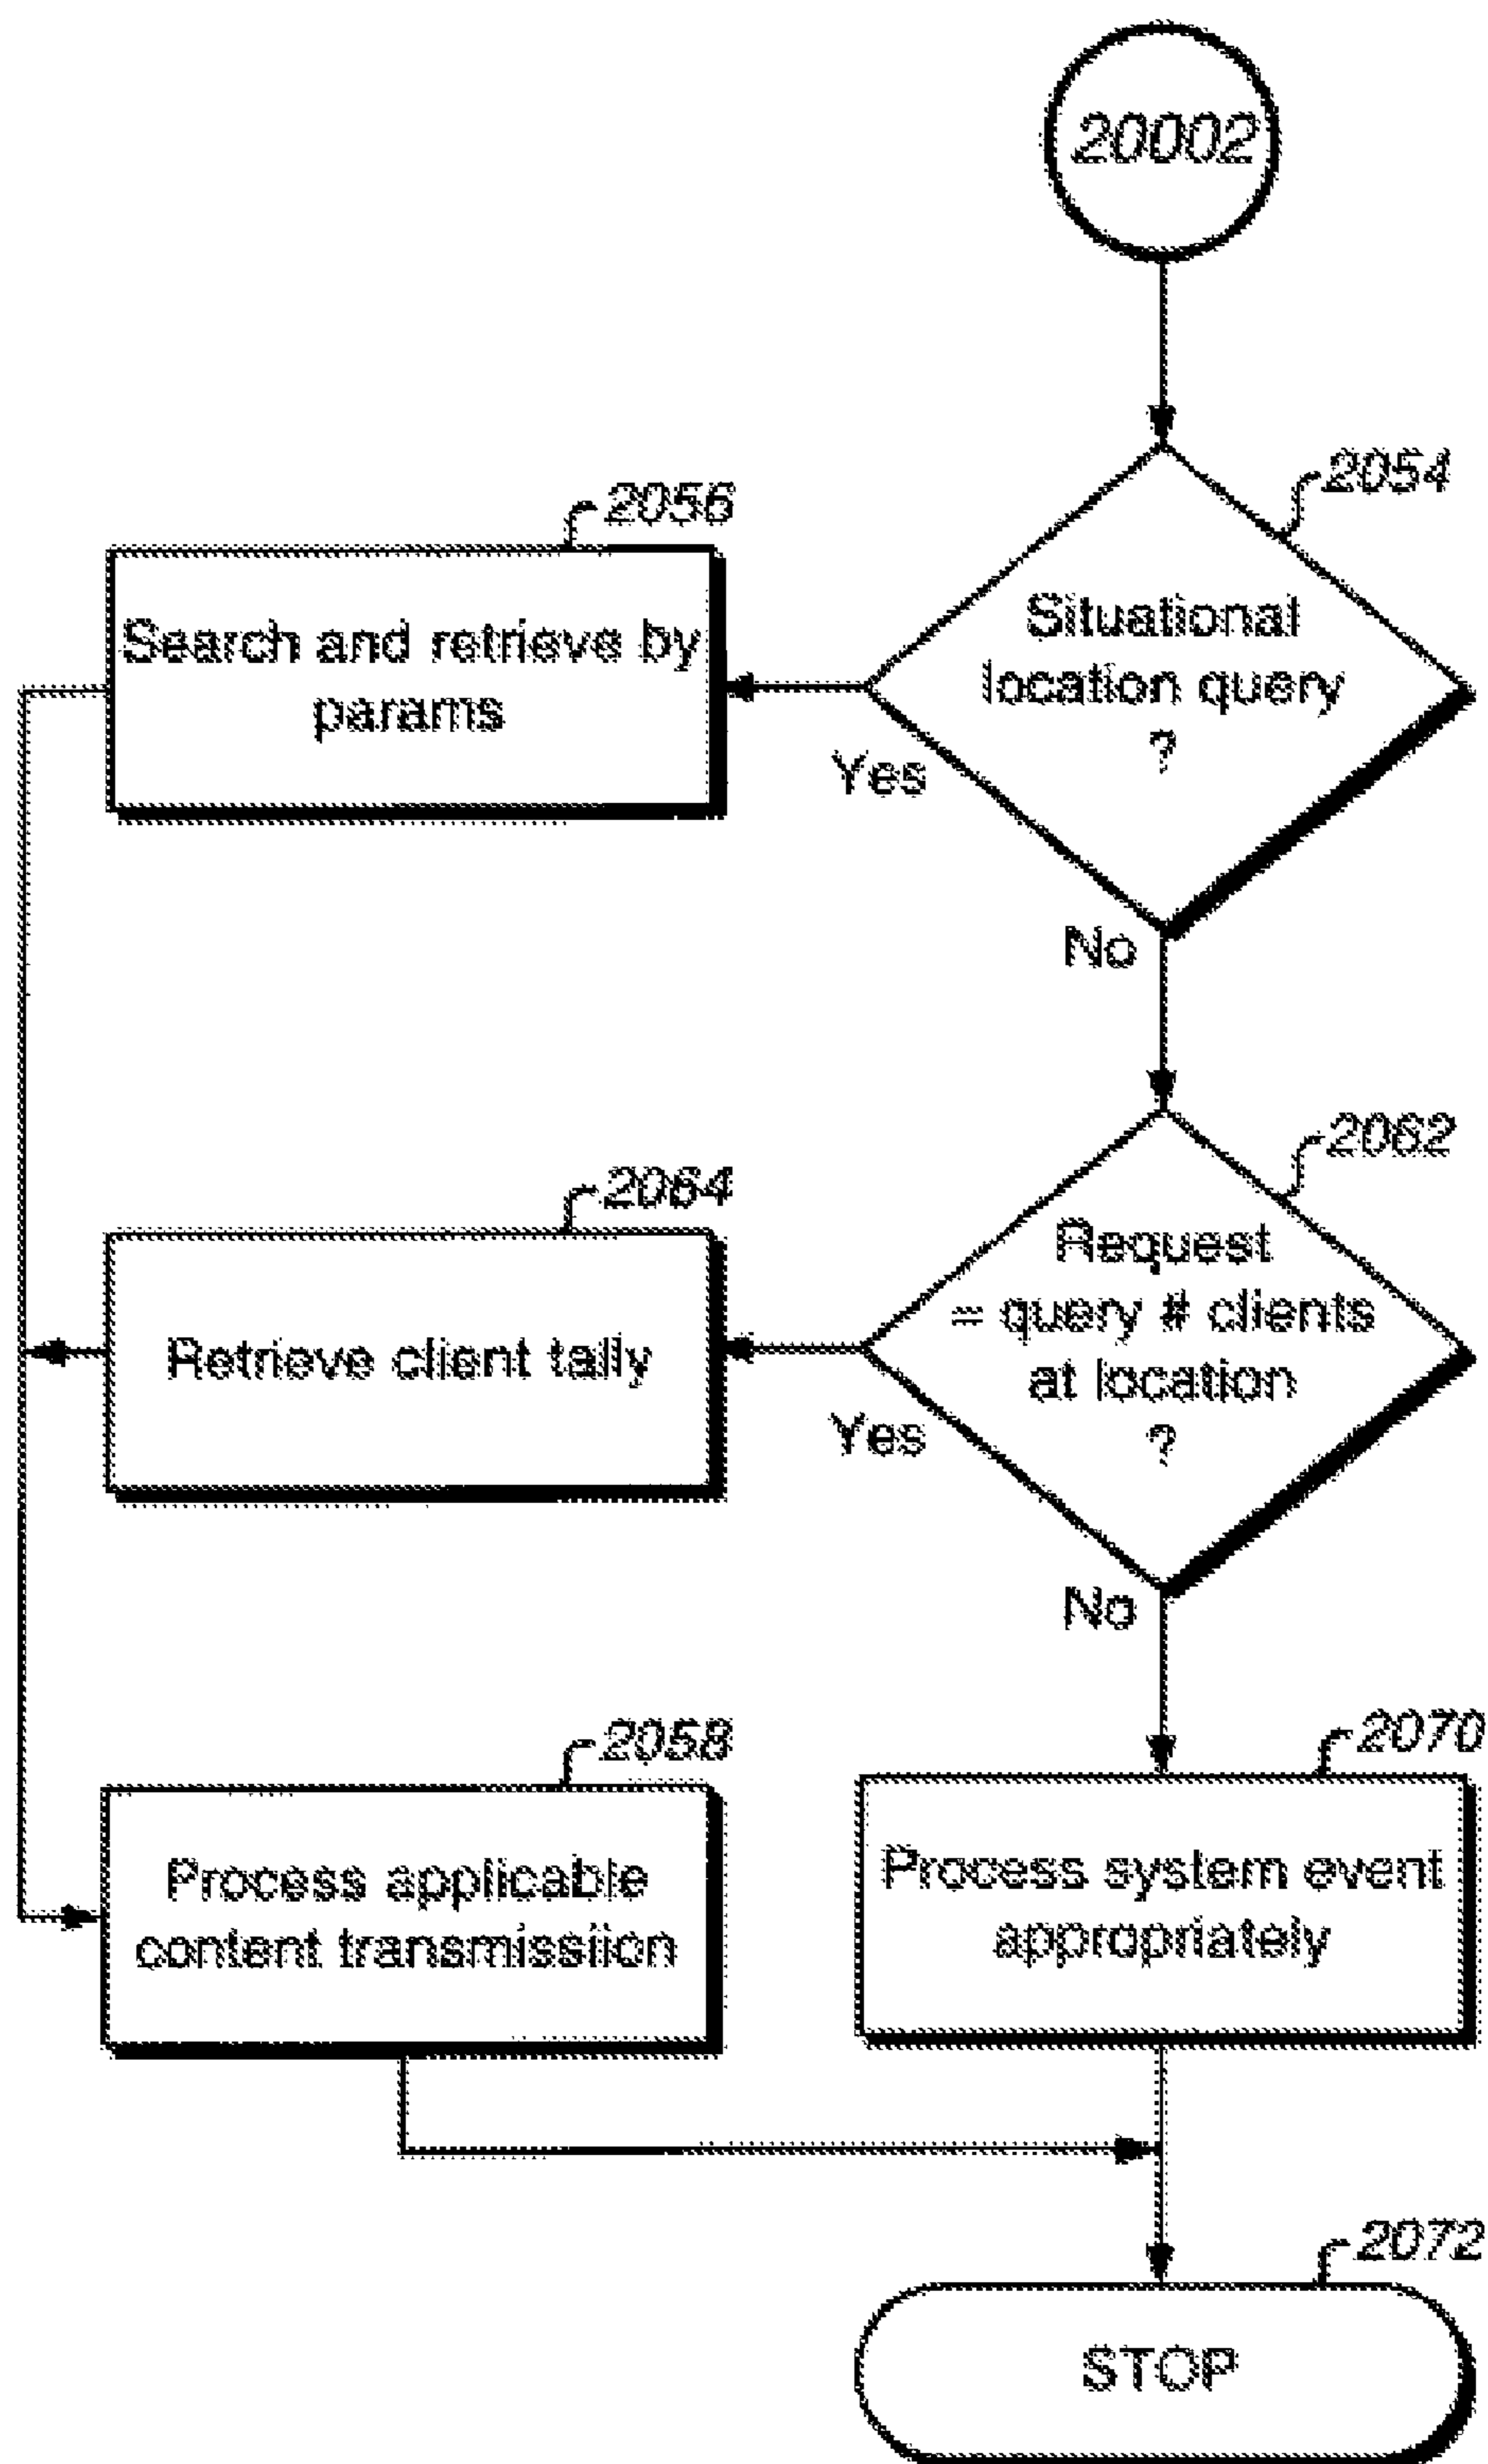 20002
2054
Situational
location query
?
Yes
No
2056
Search and retrieve by
params
2062
Request
= query # clients
at location
?
Yes
No
2064
Retrieve client tally
2058
Process applicable
content transmissiion
2070
Process system event
appropriately
2072
STOP